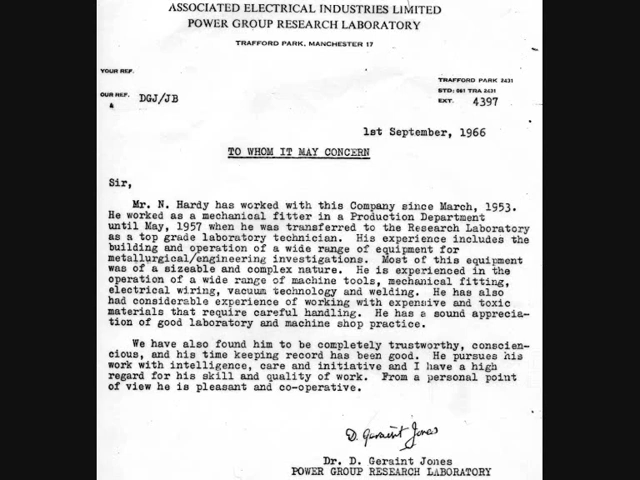 ASSOCIATED ELECTRICAL INDUSTRIES LIMITED
POWER GROUP RESEARCH LABORATORY
TRAFFORD PARK, MANCHESTER 17
YOUR REF.
TRAFFORD PARK 2431
OUR REF. DGJ/JB
STD: 061 TRA 2431
EXT. 4397
1st September, 1966
TO WHOM IT MAY CONCERN
Sir,
Mr. N. Hardy has worked with this Company since March, 1953.
He worked as a mechanical fitter in a Production Department
until May, 1957 when he was transferred to the Research Laboratory
as a top grade laboratory technician. His experience includes the
building and operation of a wide range of equipment for
metallurgical/engineering investigations. Most of this equipment
was of a sizeable and complex nature. He is experienced in the
operation of a wide range of machine tools, mechanical fitting,
electrical wiring, vacuum technology and welding. He has also
had considerable experience of working with expensive and toxic
materials that require careful handling. He has a sound apprecia-
tion of good laboratory and machine shop practice.
We have also found him to be completely trustworthy, conscien-
cious, and his time keeping record has been good. He pursues his
work with intelligence, care and initiative and I have a high
regard for his skill and quality of work. From a personal point
of view he is pleasant and co-operative.
D. Geraint Jones
Dr. D. Geraint Jones
POWER GROUP RESEARCH LABORATORY